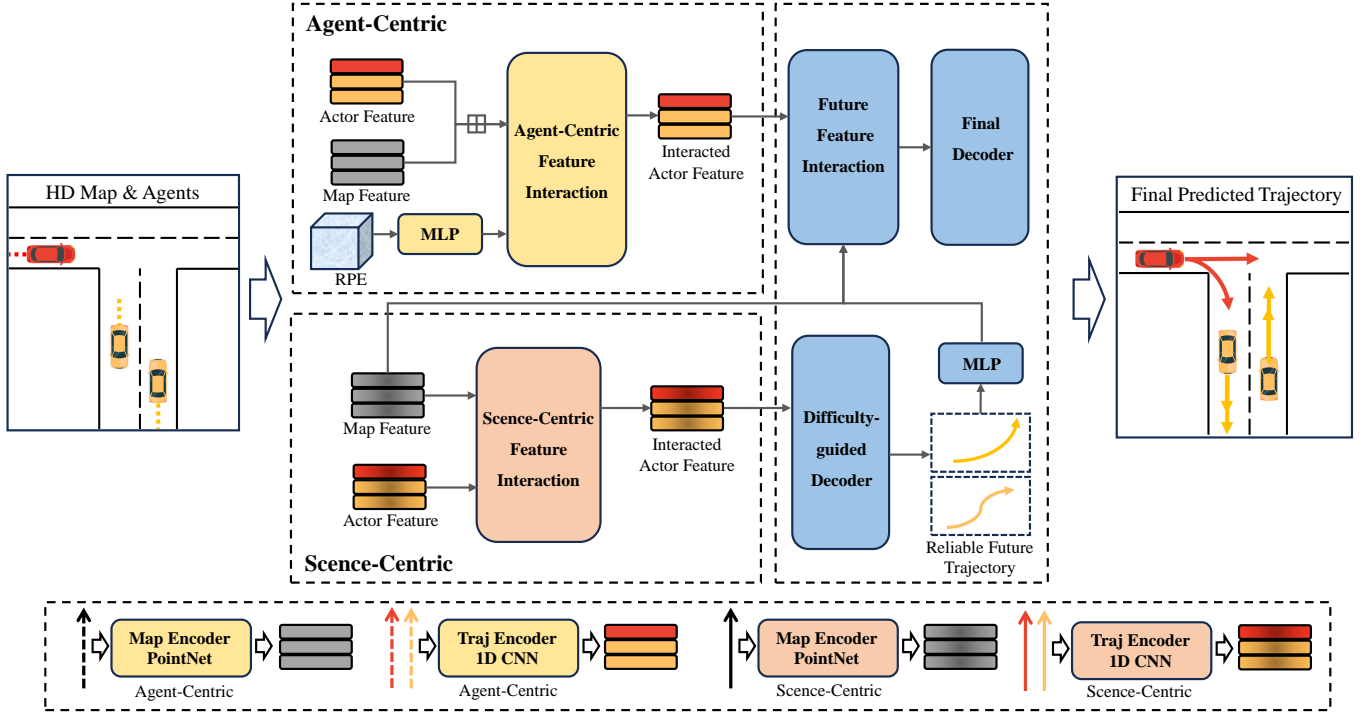 Agent-Centric
Actor Feature
Map Feature
RPE
MLP
Agent-Centric
Feature
Interaction
Interacted
Actor Feature
Future
Feature
Interaction
Final
Decoder
HD Map & Agents
Final Predicted Trajectory
Map Feature
Actor Feature
Scence-Centric
Feature
Interaction
Interacted
Actor Feature
Scence-Centric
Difficulty-
guided
Decoder
MLP
Reliable Future
Trajectory
Map Encoder
PointNet
Agent-Centric
Traj Encoder
1D CNN
Agent-Centric
Map Encoder
PointNet
Scence-Centric
Traj Encoder
1D CNN
Scence-Centric